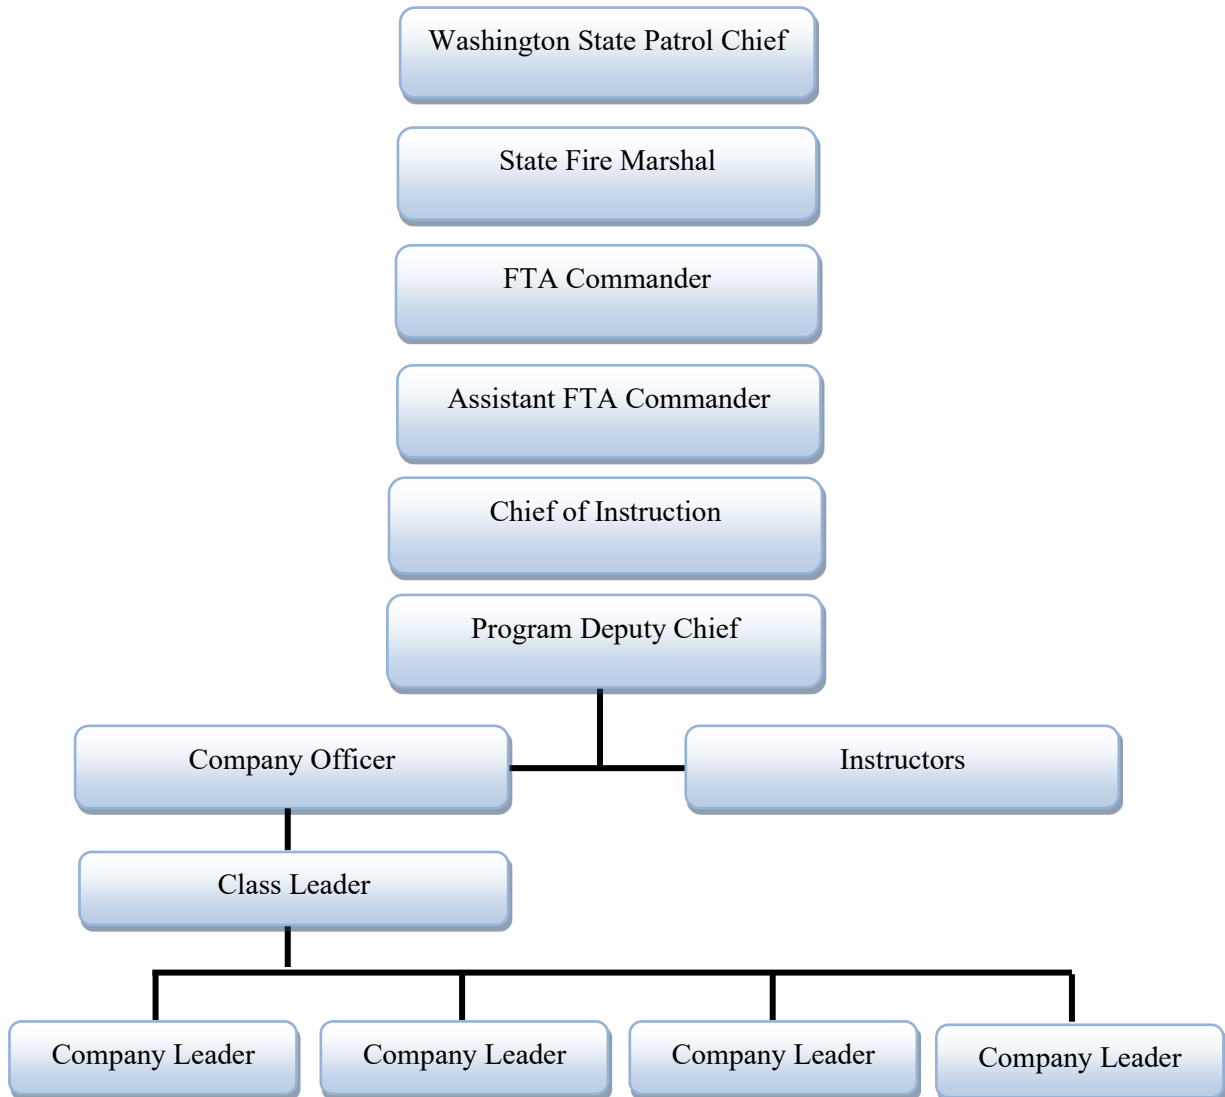 Washington State Patrol Chief
State Fire Marshal
FTA Commander
Assistant FTA Commander
Chief of Instruction
Program Deputy Chief
Company Officer
Instructors
Class Leader
Company Leader
Company Leader
Company Leader
Company Leader